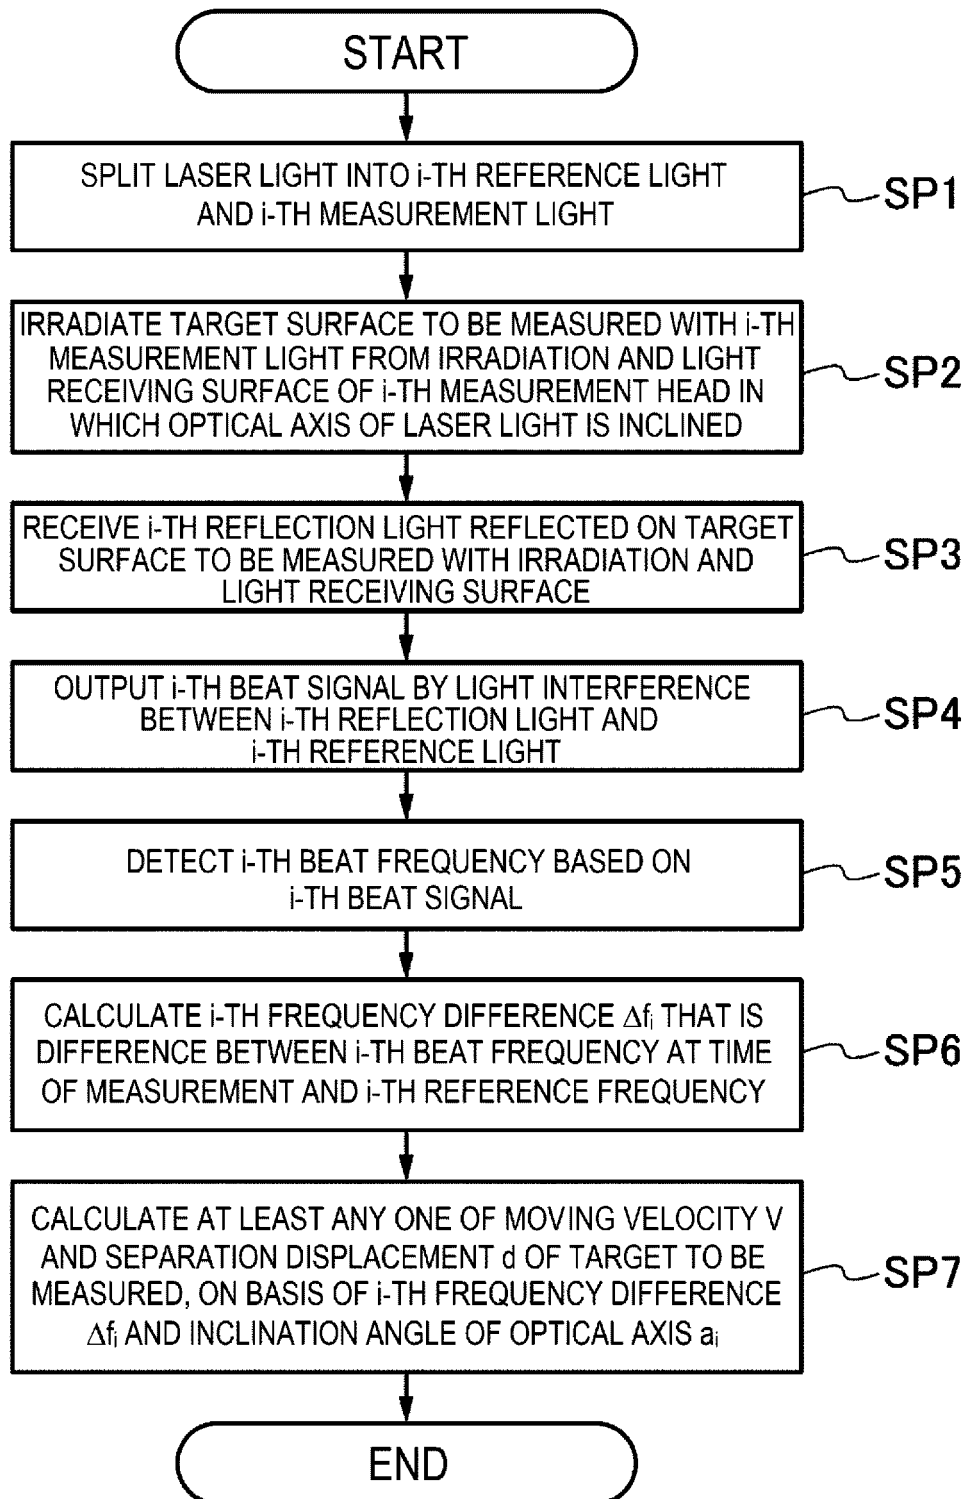 START
SPLIT LASER LIGHT INTO i-TH REFERENCE LIGHT
AND i-TH MEASUREMENT LIGHT
SP1
IRRADIATE TARGET SURFACE TO BE MEASURED WITH i-TH
MEASUREMENT LIGHT FROM IRRADIATION AND LIGHT
RECEIVING SURFACE OF i-TH MEASUREMENT HEAD IN
WHICH OPTICAL AXIS OF LASER LIGHT IS INCLINED
SP2
RECEIVE i-TH REFLECTION LIGHT REFLECTED ON TARGET
SURFACE TO BE MEASURED WITH IRRADIATION AND
LIGHT RECEIVING SURFACE
SP3
OUTPUT i-TH BEAT SIGNAL BY LIGHT INTERFERENCE
BETWEEN i-TH REFLECTION LIGHT AND
i-TH REFERENCE LIGHT
SP4
DETECT i-TH BEAT FREQUENCY BASED ON
i-TH BEAT SIGNAL
SP5
CALCULATE i-TH FREQUENCY DIFFERENCE Δfi THAT IS
DIFFERENCE BETWEEN i-TH BEAT FREQUENCY AT TIME
OF MEASUREMENT AND i-TH REFERENCE FREQUENCY
SP6
CALCULATE AT LEAST ANY ONE OF MOVING VELOCITY V
AND SEPARATION DISPLACEMENT d OF TARGET TO BE
MEASURED, ON BASIS OF i-TH FREQUENCY DIFFERENCE
Δfi AND INCLINATION ANGLE OF OPTICAL AXIS ai
SP7
END